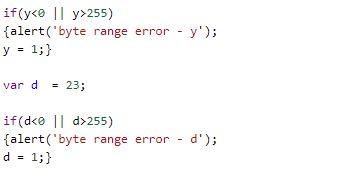 if(y<0 || y>255)
{alert('byte range error - y');
y = 1;}
var d  = 23;
if(d<0 || d>255)
{alert('byte range error - d');
d = 1;}